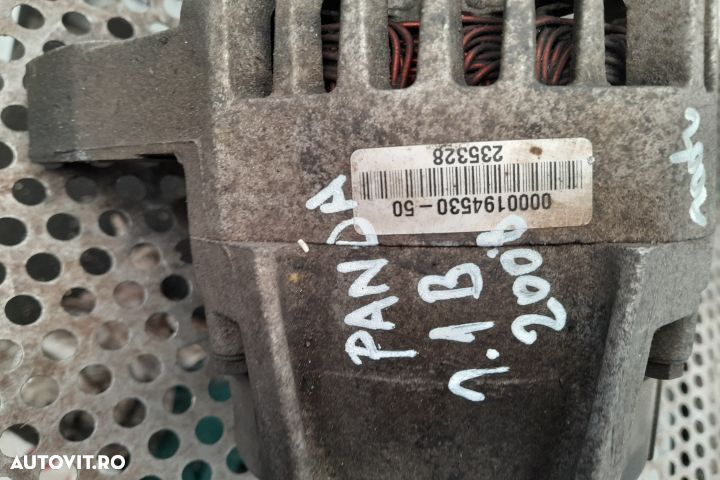 235328
0000194530-50
PANDA
1.1 B
2008
AUTOVIT.RO